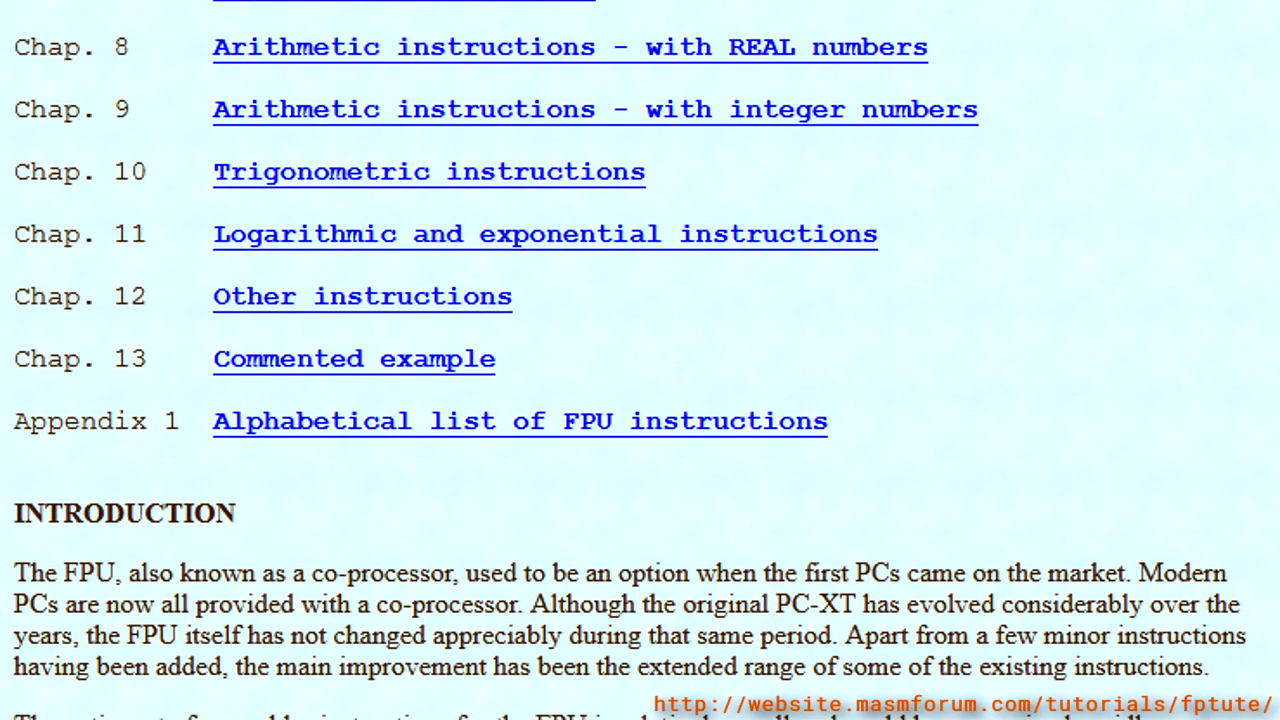 Chap. 8 Arithmetic instructions - with REAL numbers
Chap. 9 Arithmetic instructions - with integer numbers
Chap. 10 Trigonometric instructions
Chap. 11 Logarithmic and exponential instructions
Chap. 12 Other instructions
Chap. 13 Commented example
Appendix 1 Alphabetical list of FPU instructions
INTRODUCTION
The FPU, also known as a co-processor, used to be an option when the first PCs came on the market. Modern
PCs are now all provided with a co-processor. Although the original PC-XT has evolved considerably over the
years, the FPU itself has not changed appreciably during that same period. Apart from a few minor instructions
having been added, the main improvement has been the extended range of some of the existing instructions.
http://website.masmforum.com/tutorials/fptute/